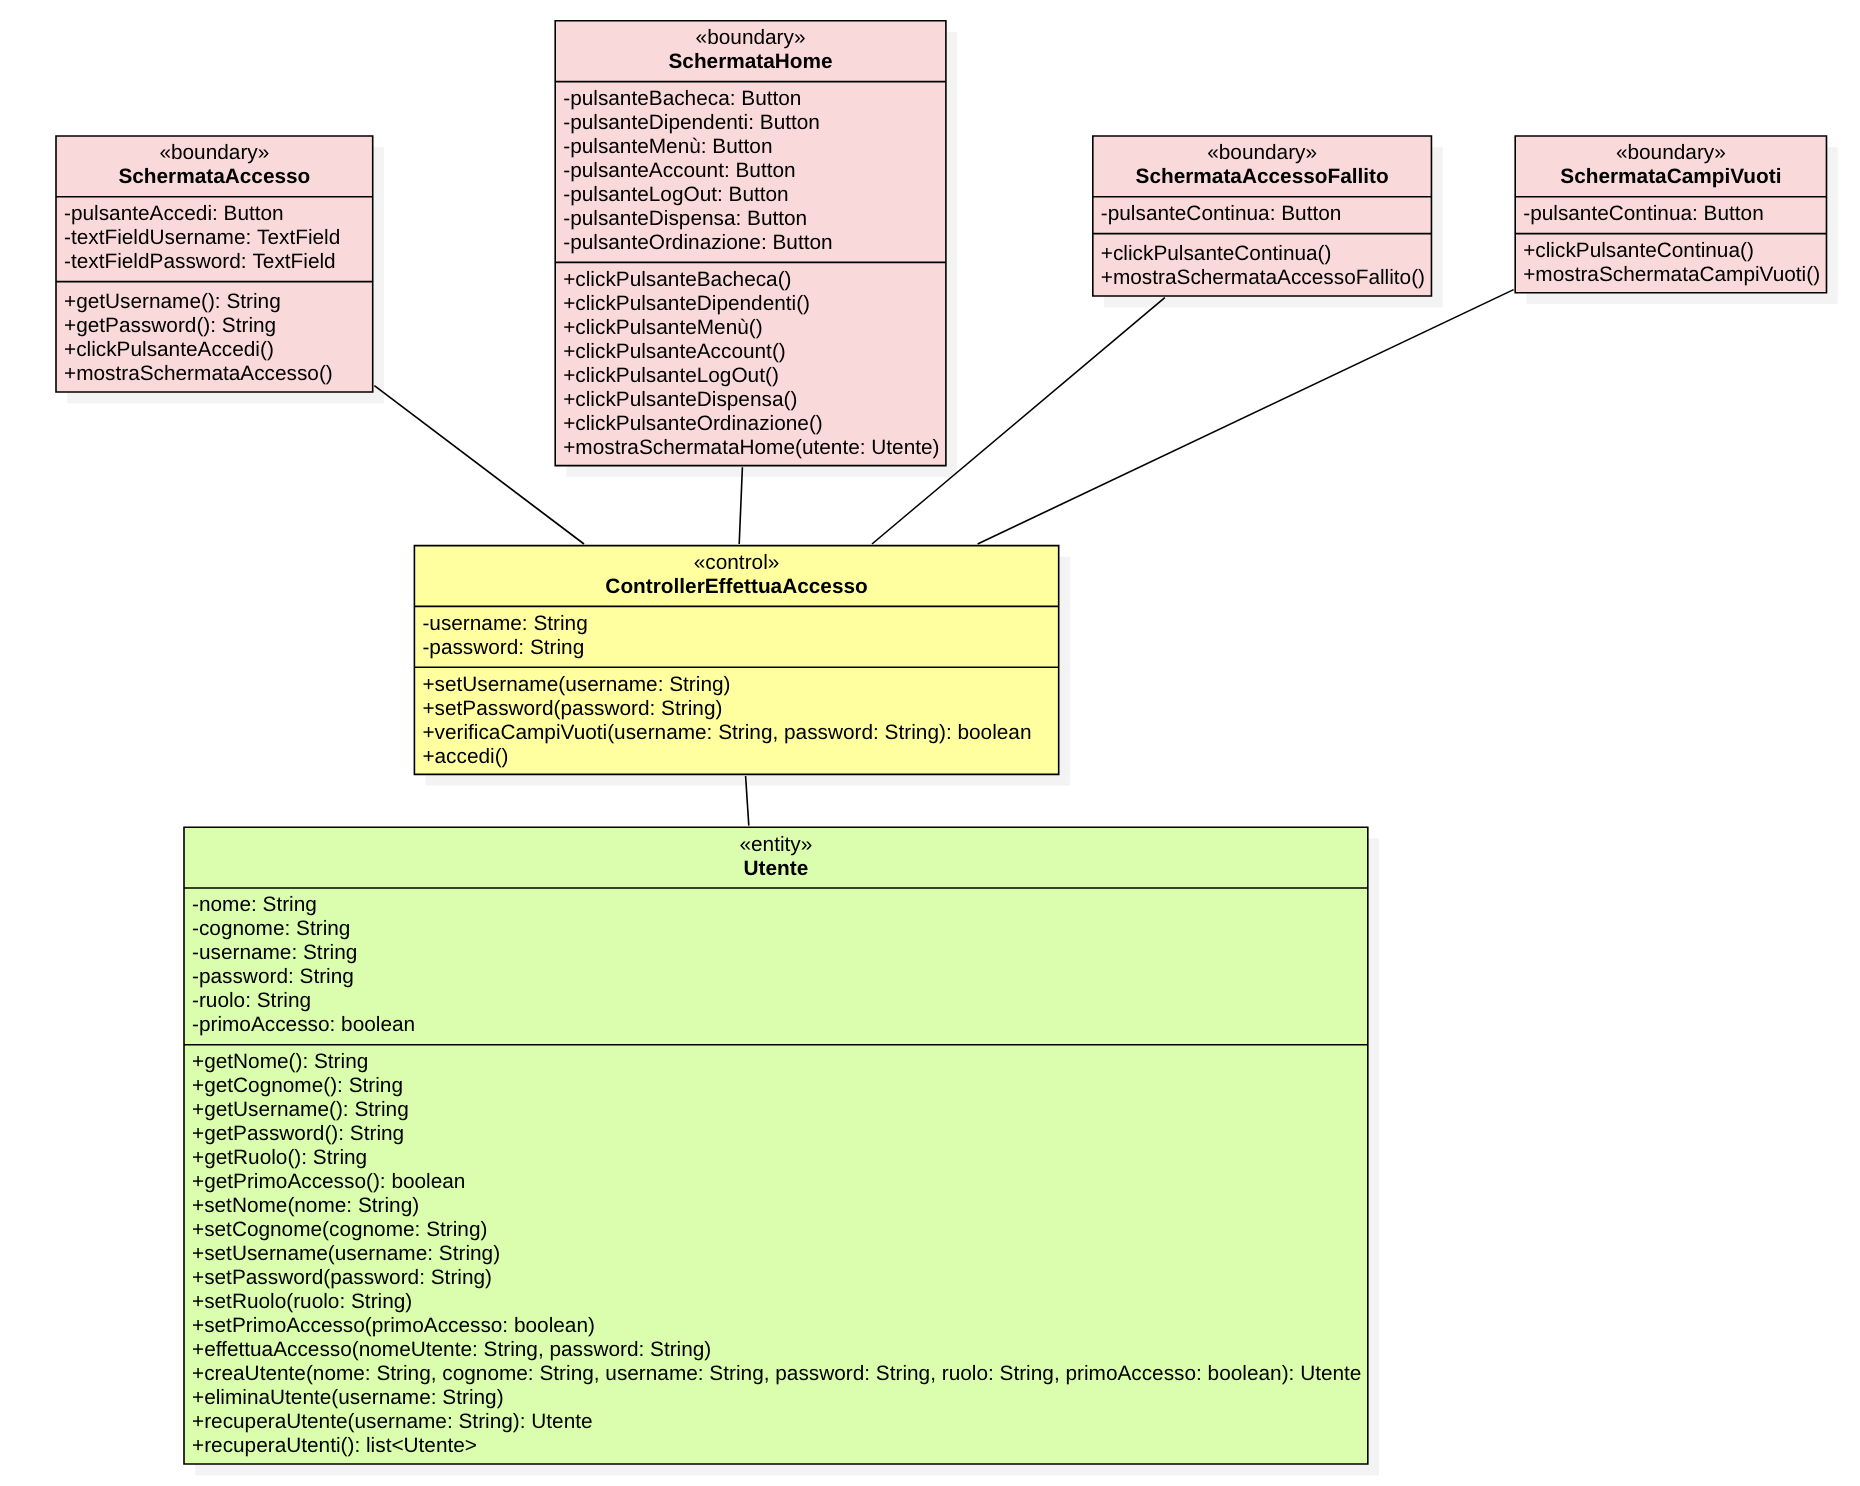 «boundary»
SchermataAccesso
-pulsanteAccedi: Button
-textFieldUsername: TextField
-textFieldPassword: TextField
+getUsername(): String
+getPassword(): String
+clickPulsanteAccedi()
+mostraSchermataAccesso()
«boundary»
SchermataHome
-pulsanteBacheca: Button
-pulsanteDipendenti: Button
-pulsanteMenù: Button
-pulsanteAccount: Button
-pulsanteLogOut: Button
-pulsanteDispensa: Button
-pulsanteOrdinazione: Button
+clickPulsanteBacheca()
+clickPulsanteDipendenti()
+clickPulsanteMenù()
+clickPulsanteAccount()
+clickPulsanteLogOut()
+clickPulsanteDispensa()
+clickPulsanteOrdinazione()
+mostraSchermataHome(utente: Utente)
«boundary»
SchermataAccessoFallito
-pulsanteContinua: Button
+clickPulsanteContinua()
+mostraSchermataAccessoFallito()
«boundary»
SchermataCampiVuoti
-pulsanteContinua: Button
+clickPulsanteContinua()
+mostraSchermataCampiVuoti()
«control»
ControllerEffettuaAccesso
-username: String
-password: String
+setUsername(username: String)
+setPassword(password: String)
+verificaCampiVuoti(username: String, password: String): boolean
+accedi()
«entity»
Utente
-nome: String
-cognome: String
-username: String
-password: String
-ruolo: String
-primoAccesso: boolean
+getNome(): String
+getCognome(): String
+getUsername(): String
+getPassword(): String
+getRuolo(): String
+getPrimoAccesso(): boolean
+setNome(nome: String)
+setCognome(cognome: String)
+setUsername(username: String)
+setPassword(password: String)
+setRuolo(ruolo: String)
+setPrimoAccesso(primoAccesso: boolean)
+effettuaAccesso(nomeUtente: String, password: String)
+creaUtente(nome: String, cognome: String, username: String, password: String, ruolo: String, primoAccesso: boolean): Utente
+eliminaUtente(username: String)
+recuperaUtente(username: String): Utente
+recuperaUtenti(): list<Utente>